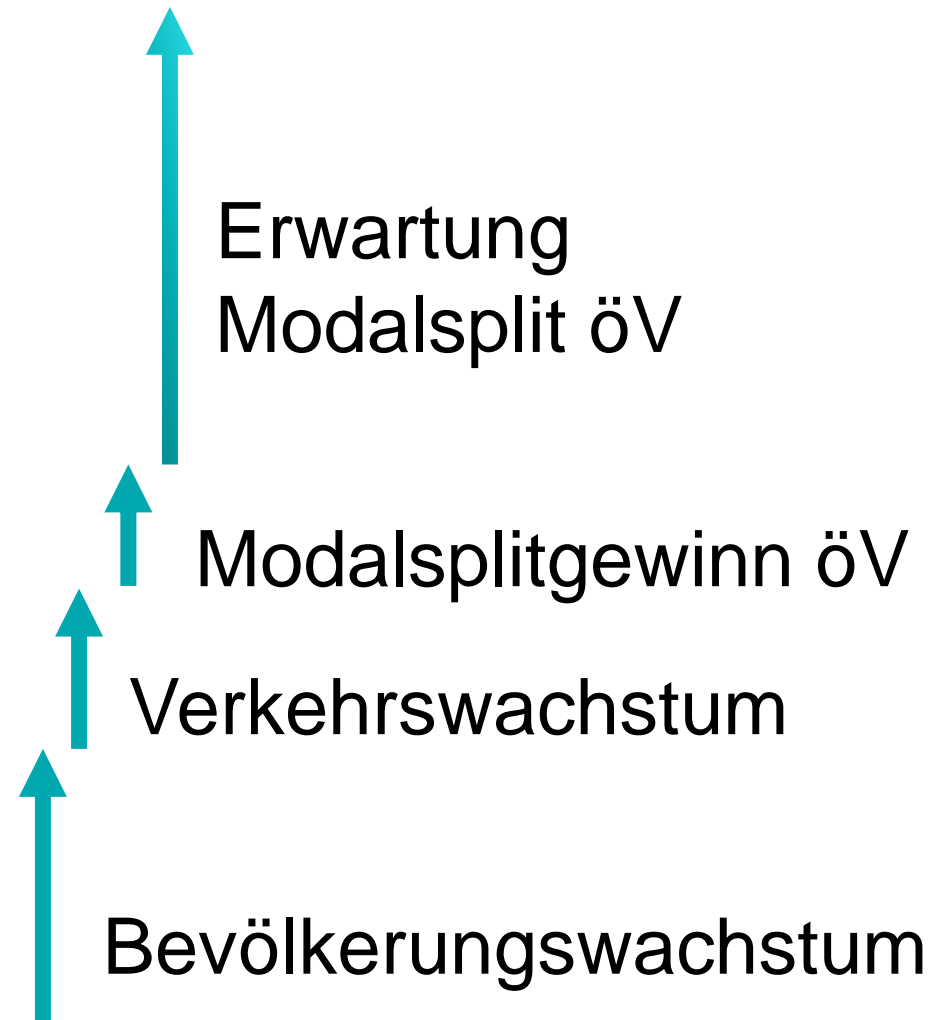 Erwartung
Modalsplit öV
Modalsplitgewinn öV
Verkehrswachstum
Bevölkerungswachstum